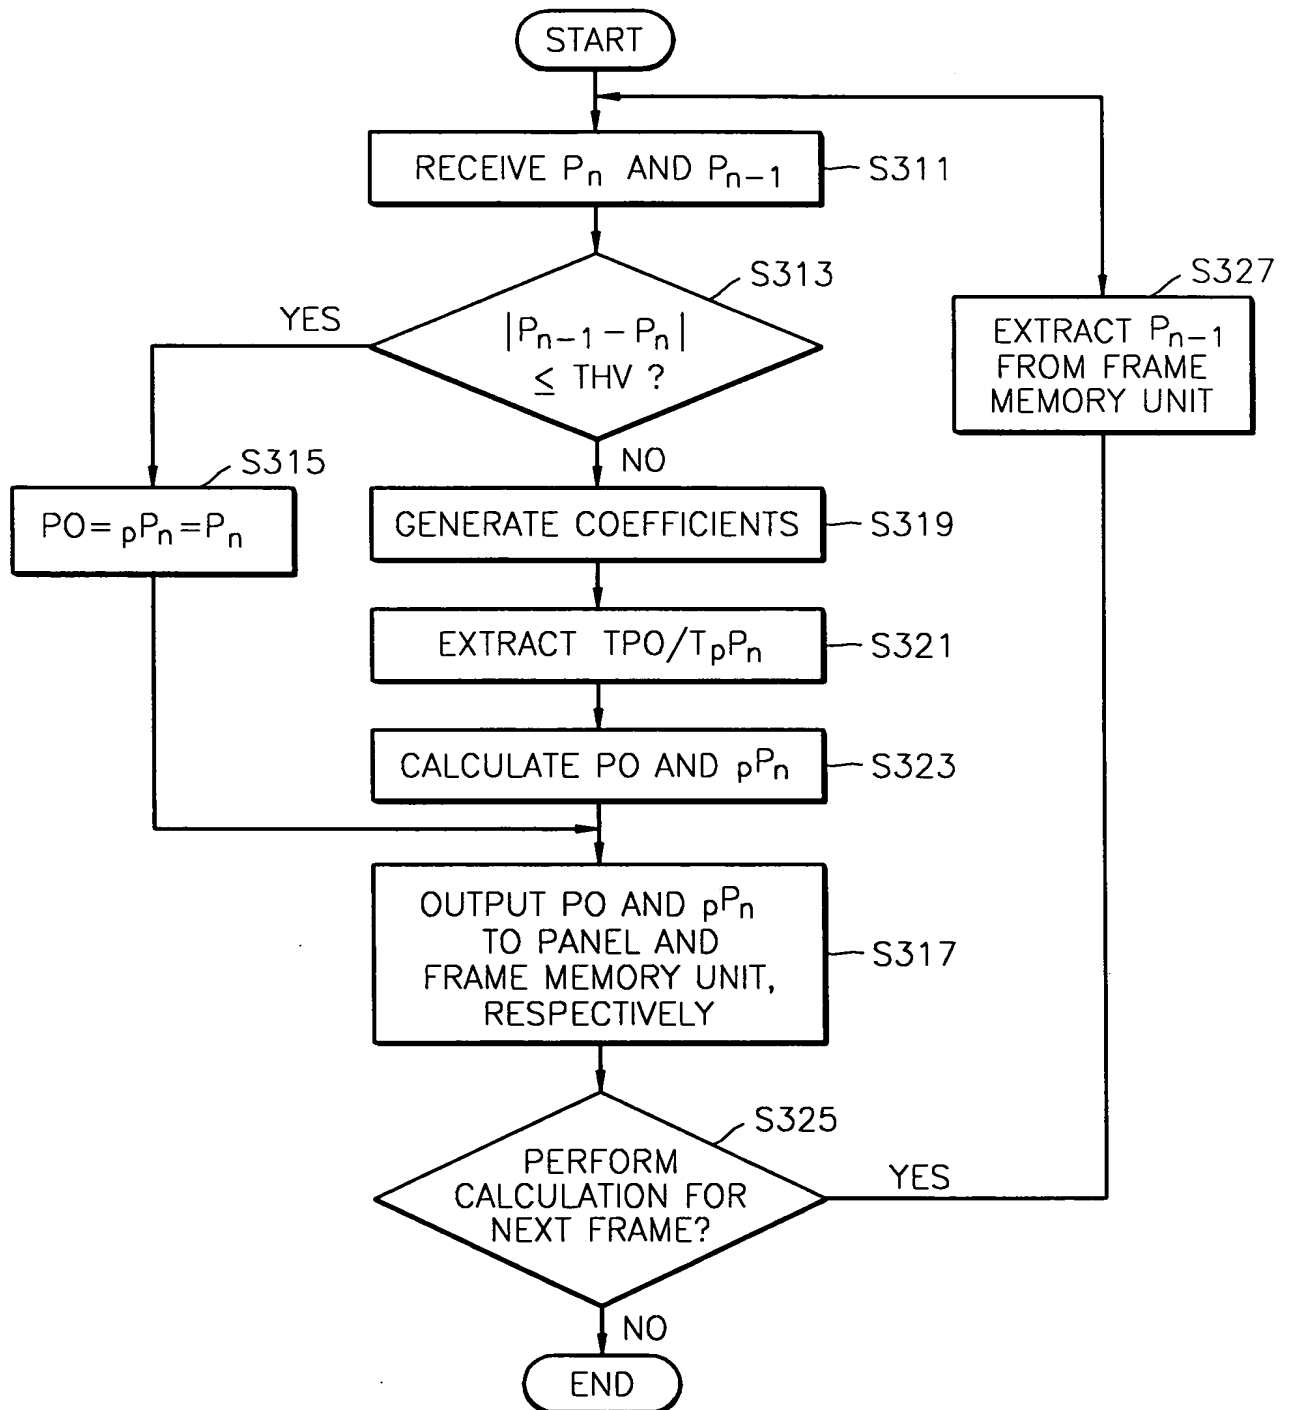 START
RECEIVE Pn AND Pn−1
S311
S313
|Pn−1 − Pn|
≤ THV ?
YES
NO
S315
PO= pPn=Pn
GENERATE COEFFICIENTS
S319
EXTRACT TPO/TpPn
S321
CALCULATE PO AND pPn
S323
OUTPUT PO AND pPn
TO PANEL AND
FRAME MEMORY UNIT,
RESPECTIVELY
S317
S325
PERFORM
CALCULATION FOR
NEXT FRAME?
YES
S327
EXTRACT Pn−1
FROM FRAME
MEMORY UNIT
NO
END